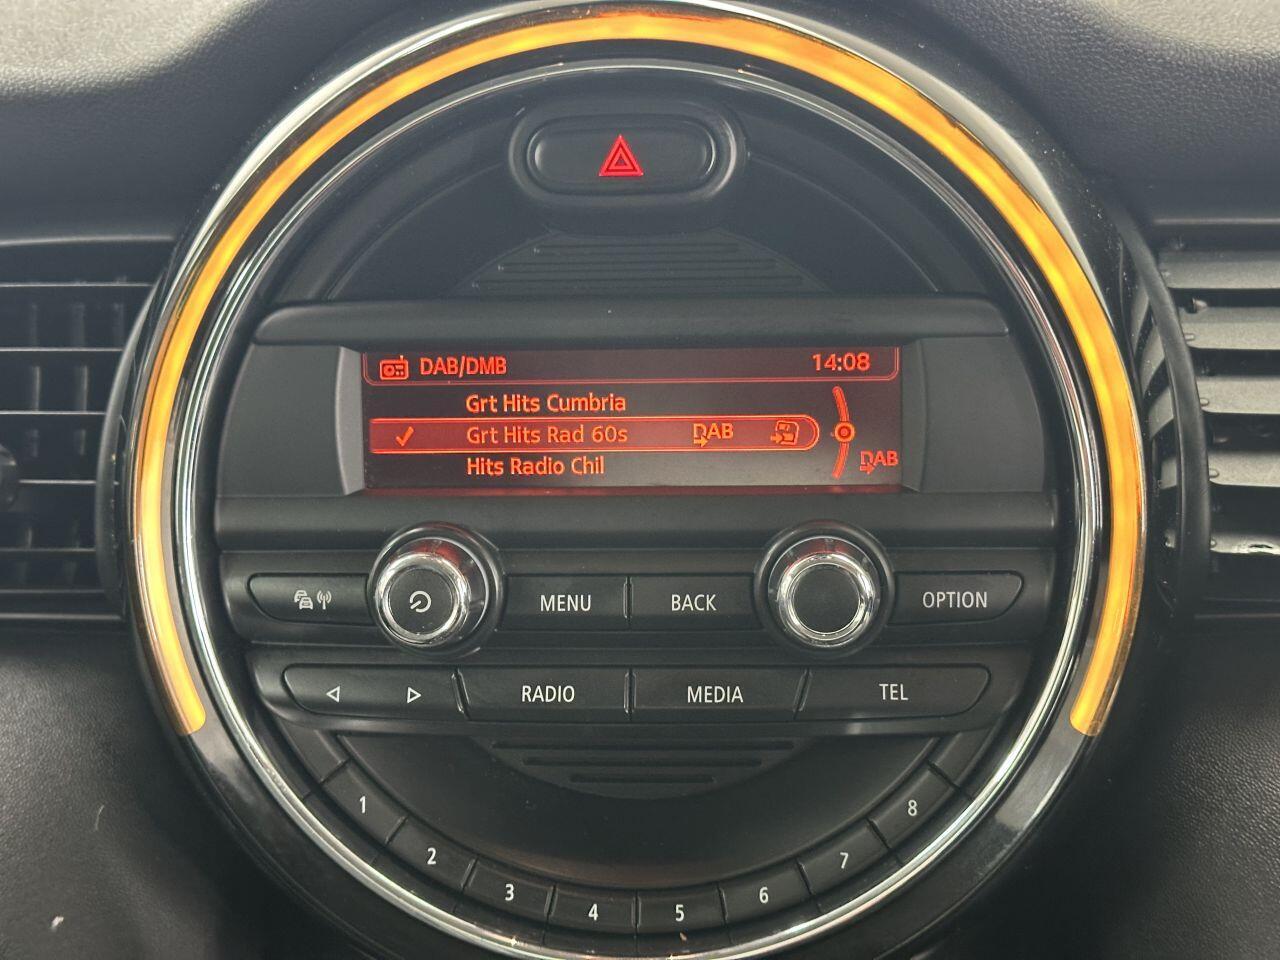 DAB/DMB 14:08
Grt Hits Cumbria
Grt Hits Rad 60s DAB
Hits Radio Chil
DAB
MENU BACK OPTION
RADIO MEDIA TEL
1 2 3 4 5 6 7 8